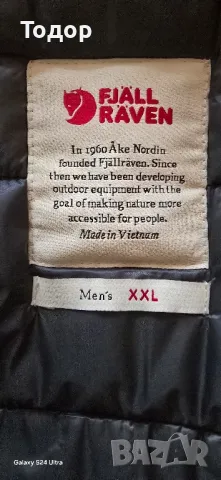 Тодор
FJÄLL
RÄVEN
In 1960 Åke Nordin
founded Fjällräven. Since
then we have been developing
outdoor equipment with the
goal of making nature more
accessible for people.
Made in Vietnam
Men's XXL
Galaxy S24 Ultra
BAZAR